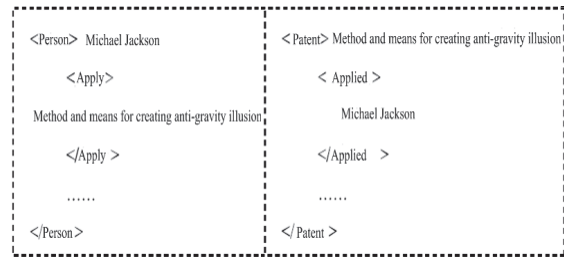 <Person> Michael Jackson
<Apply>
Method and means for creating anti-gravity illusion
</Apply >
……
</Person>
<Patent> Method and means for creating anti-gravity illusion
< Applied >
Michael Jackson
</Applied >
……
</ Patent >